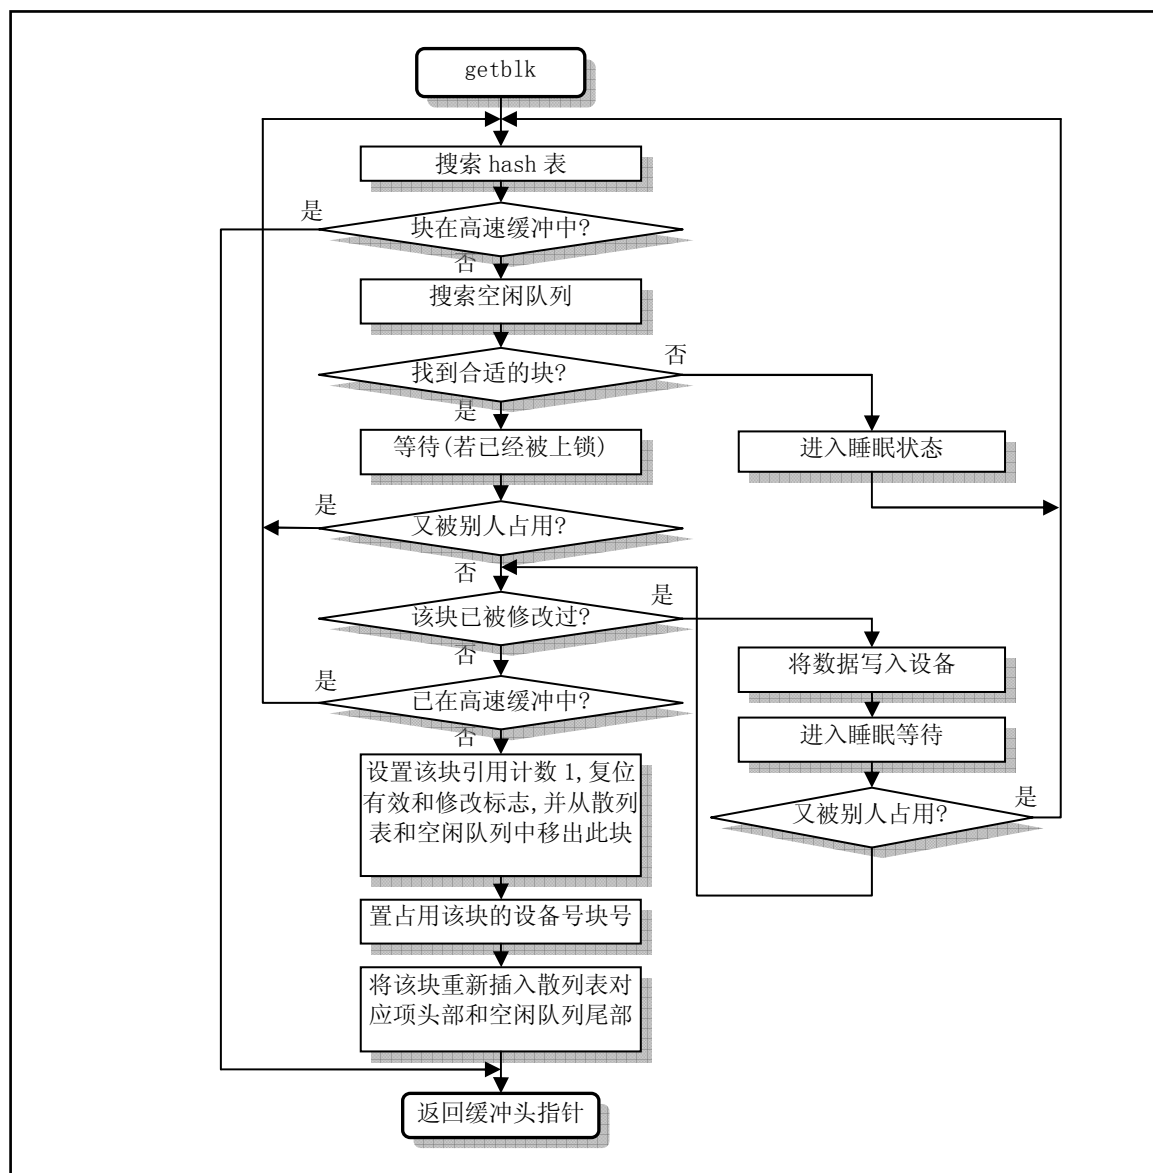 getblk
搜索 hash 表
是
块在高速缓冲中?
否
搜索空闲队列
否
找到合适的块?
是
等待(若已经被上锁)
进入睡眠状态
是
又被别人占用?
否
是
该块已被修改过?
否
将数据写入设备
是
已在高速缓冲中?
进入睡眠等待
否
设置该块引用计数 1,复位
有效和修改标志,并从散列
表和空闲队列中移出此块
是
又被别人占用?
置占用该块的设备号块号
将该块重新插入散列表对
应项头部和空闲队列尾部
返回缓冲头指针